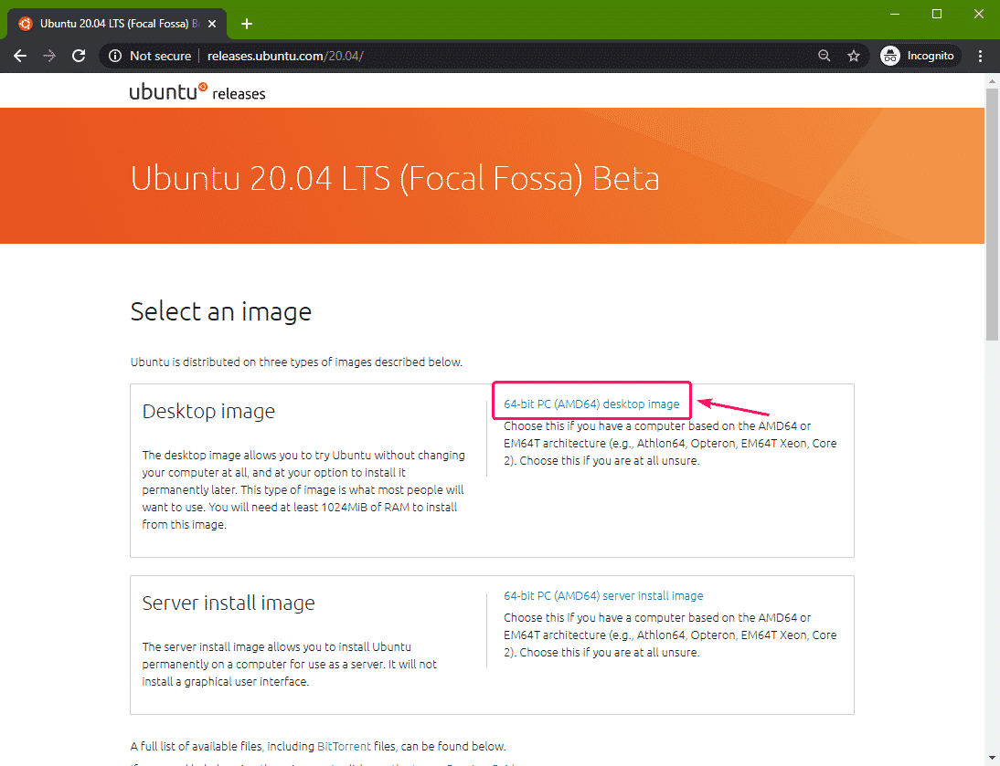 Ubuntu 20.04 LTS (Focal Fossa) B
Not secure
releases.ubuntu.com/20.04/
Incognito
ubuntu releases
Ubuntu 20.04 LTS (Focal Fossa) Beta
Select an image
Ubuntu is distributed on three types of images described below.
Desktop image
The desktop image allows you to try Ubuntu without changing
your computer at all, and at your option to install it
permanently later. This type of image is what most people will
want to use. You will need at least 1024MiB of RAM to install
from this image.
64-bit PC (AMD64) desktop image
Choose this if you have a computer based on the AMD64 or
EM64T architecture (e.g., Athlon64, Opteron, EM64T Xeon, Core
2). Choose this if you are at all unsure.
Server install image
The server install image allows you to install Ubuntu
permanently on a computer for use as a server. It will not
install a graphical user interface.
64-bit PC (AMD64) server install image
Choose this if you have a computer based on the AMD64 or
EM64T architecture (e.g., Athlon64, Opteron, EM64T Xeon, Core
2). Choose this if you are at all unsure.
A full list of available files, including BitTorrent files, can be found below.